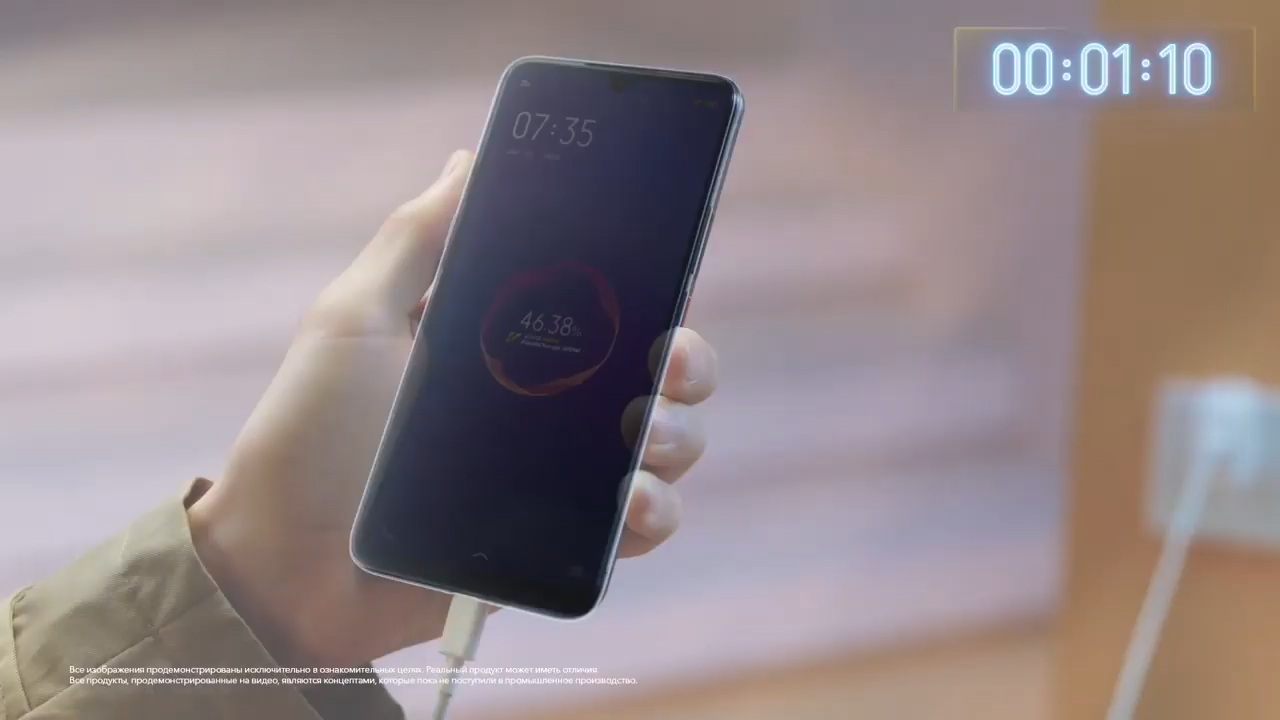 00:01:10
07:35
46.38%
Все изображения продемонстрированы исключительно в ознакомительных целях. Реальный продукт может иметь отличия.
Все продукты, продемонстрированные на видео, являются концептами, которые пока не поступили в промышленное производство.